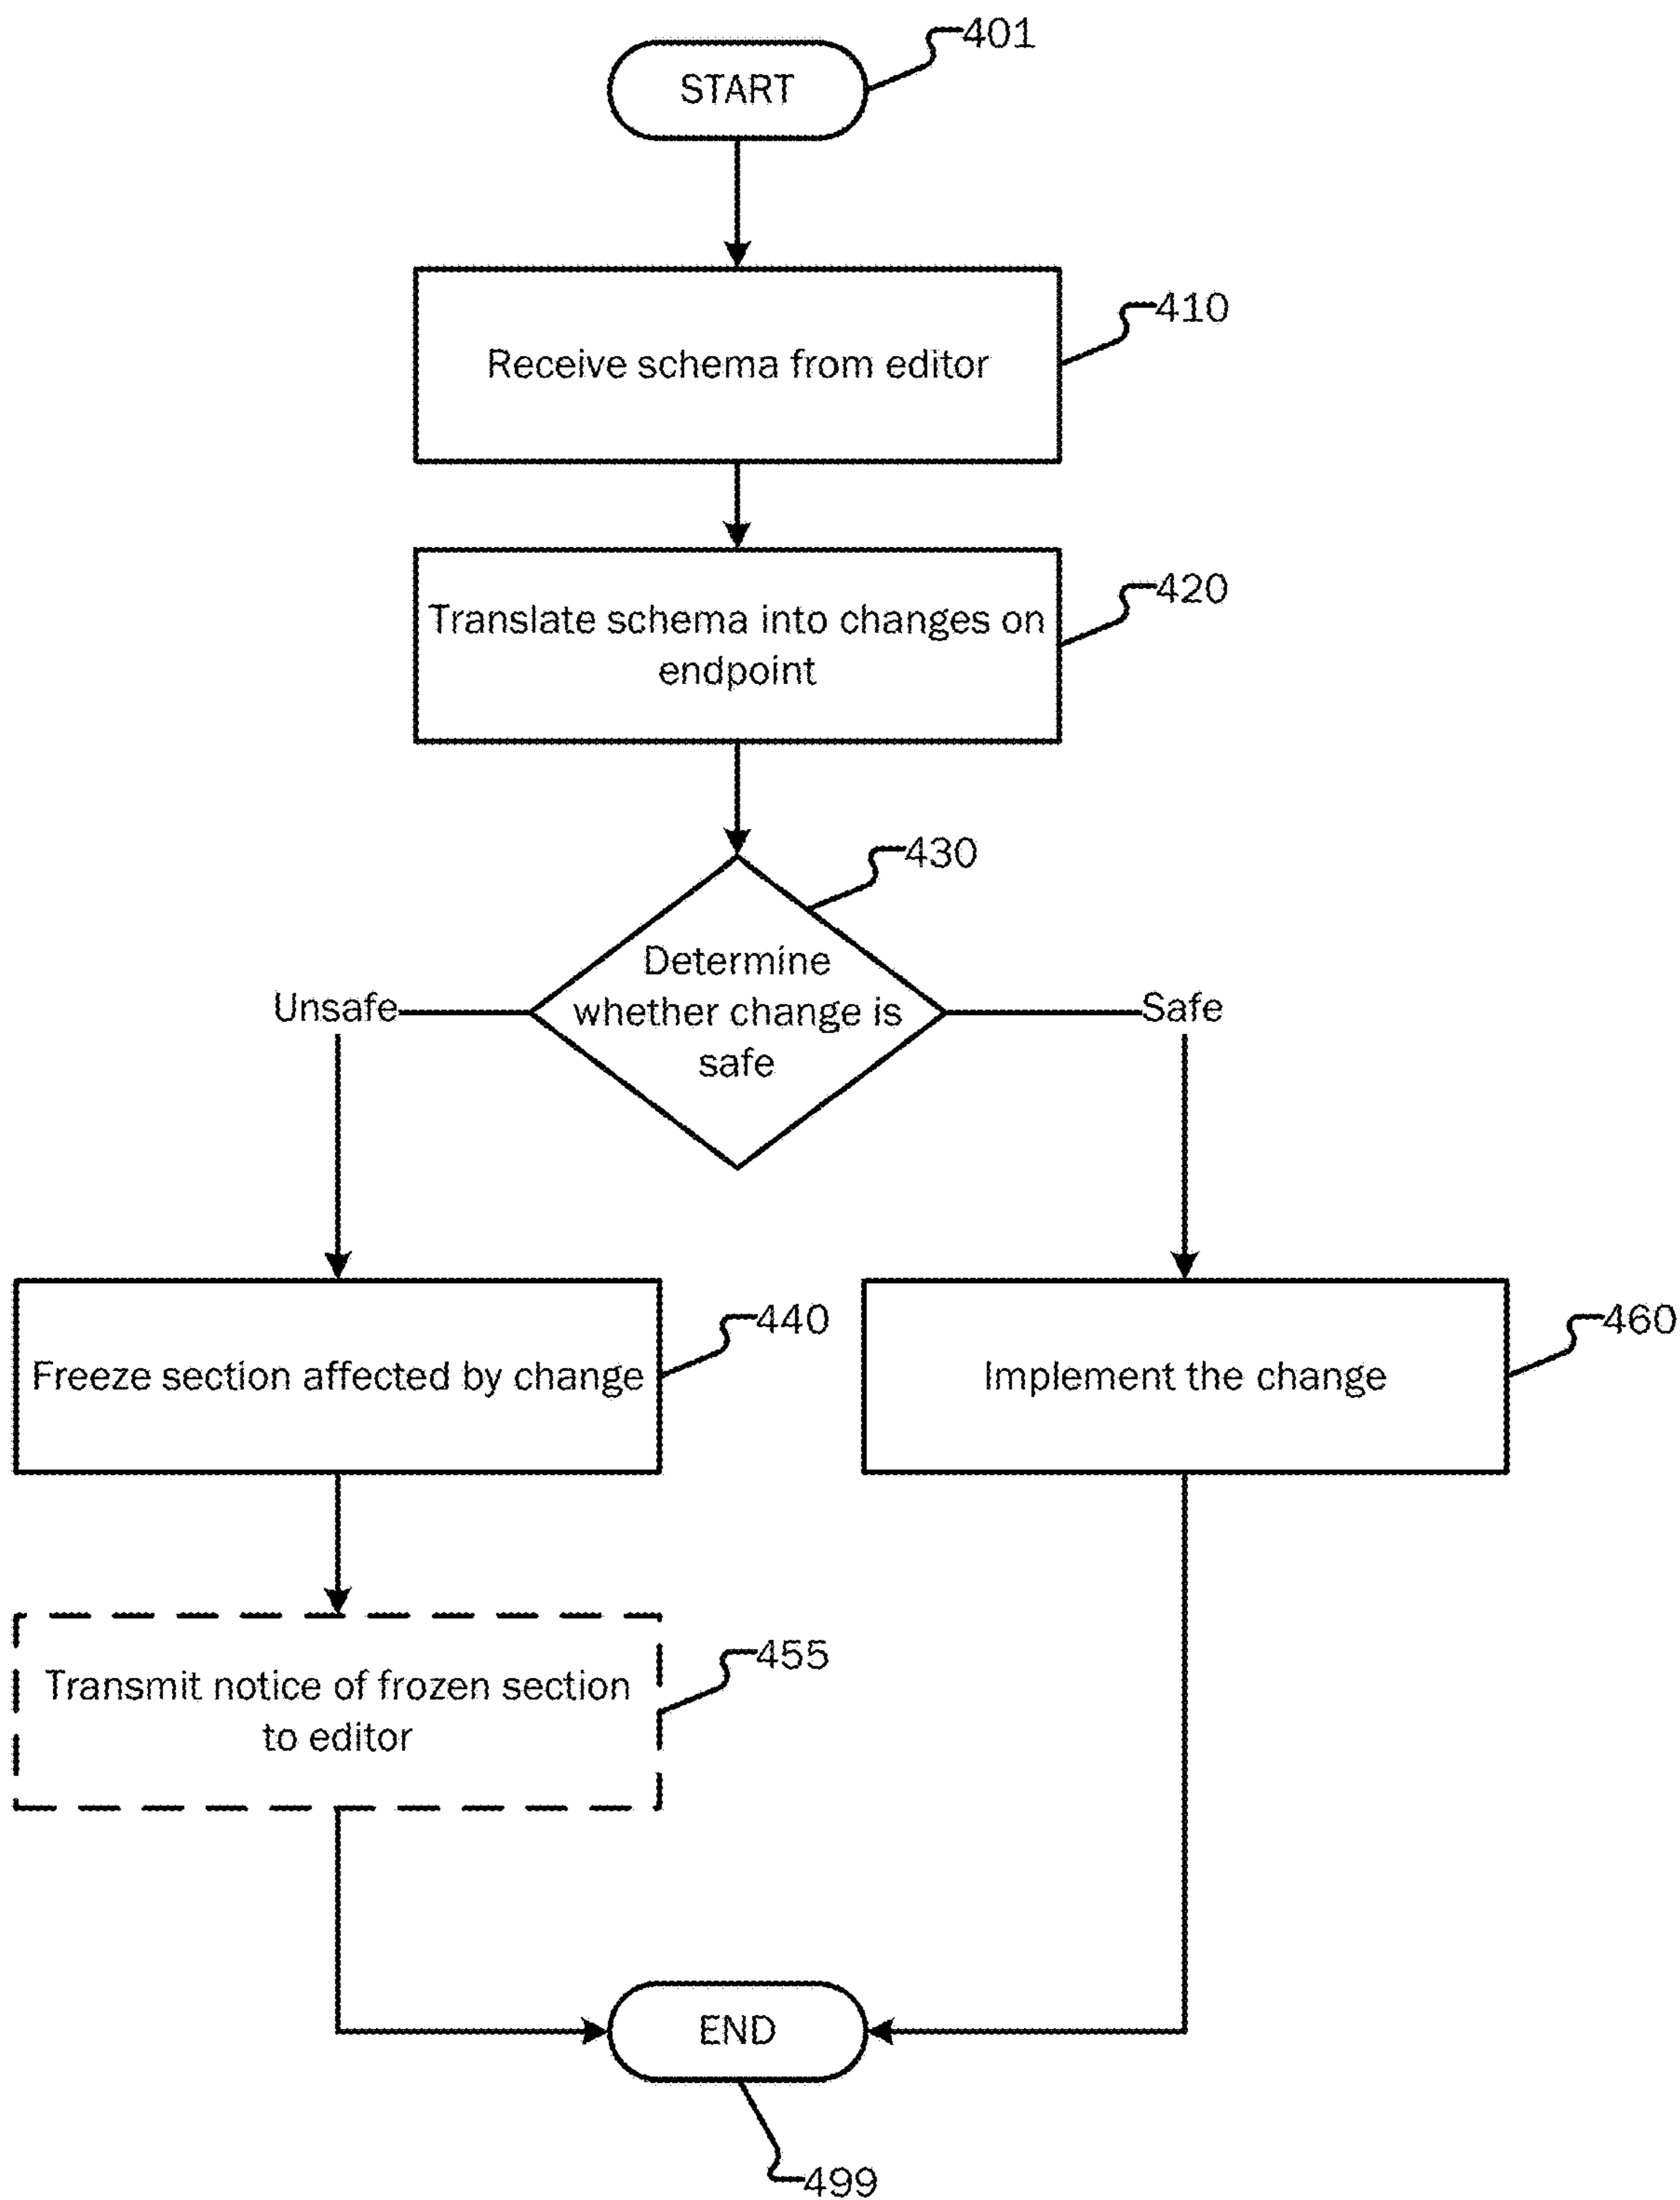 START
401
Receive schema from editor
410
Translate schema into changes on
endpoint
420
430
Determine
whether change is
safe
Unsafe
Safe
Freeze section affected by change
440
Implement the change
460
Transmit notice of frozen section
to editor
455
END
499